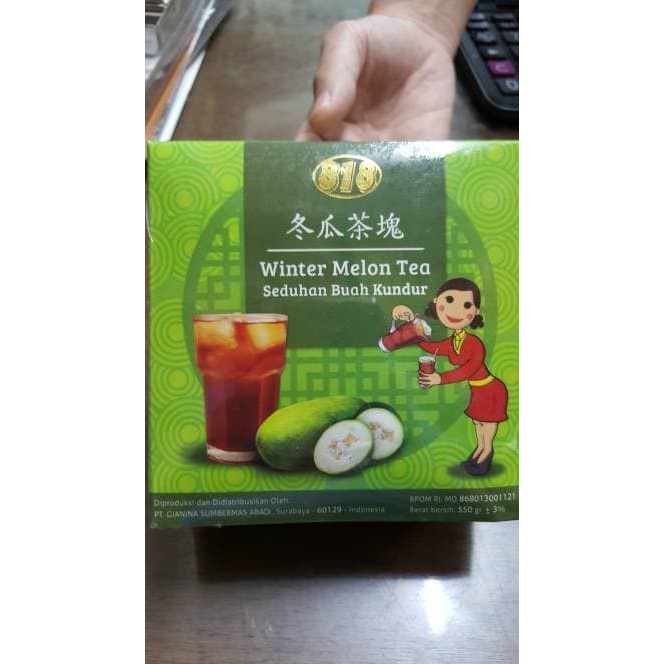 818
冬瓜茶塊
Winter Melon Tea
Seduhan Buah Kundur
Diproduksi dan Didistribusikan Oleh:
PT. GIANINA SUMBERMAS ABADI, Surabaya - 60129 - Indonesia
BPOM RI: MD 868013001121
Berat bersih: 550 gr ± 3%